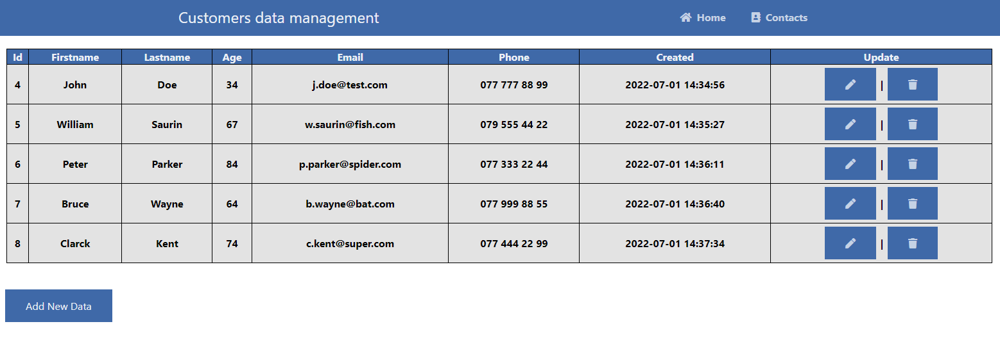 Customers data management Home Contacts
Id Firstname Lastname Age Email Phone Created Update
4 John Doe 34 j.doe@test.com 077 777 88 99 2022-07-01 14:34:56 |
5 William Saurin 67 w.saurin@fish.com 079 555 44 22 2022-07-01 14:35:27 |
6 Peter Parker 84 p.parker@spider.com 077 333 22 44 2022-07-01 14:36:11 |
7 Bruce Wayne 64 b.wayne@bat.com 077 999 88 55 2022-07-01 14:36:40 |
8 Clarck Kent 74 c.kent@super.com 077 444 22 99 2022-07-01 14:37:34 |
Add New Data